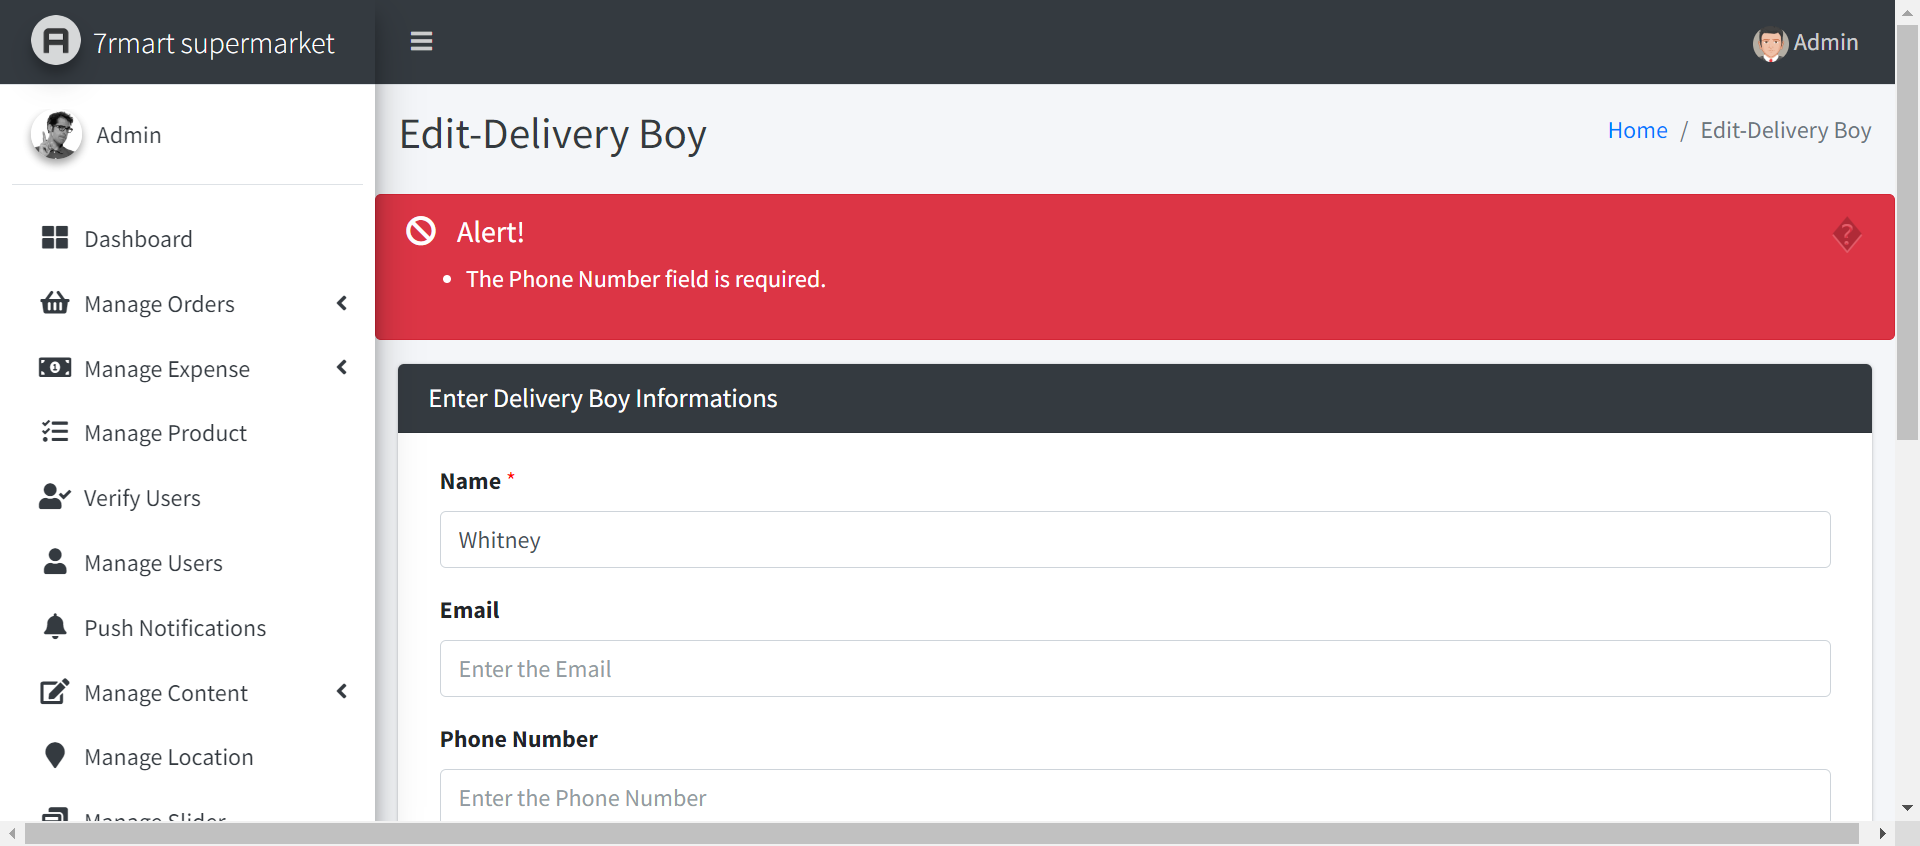 7rmart supermarket
Admin
Admin
Edit-Delivery Boy
Home / Edit-Delivery Boy
Alert!
• The Phone Number field is required.
Dashboard
Manage Orders
Manage Expense
Manage Product
Verify Users
Manage Users
Push Notifications
Manage Content
Manage Location
Manage Slider
Enter Delivery Boy Informations
Name *
Whitney
Email
Enter the Email
Phone Number
Enter the Phone Number